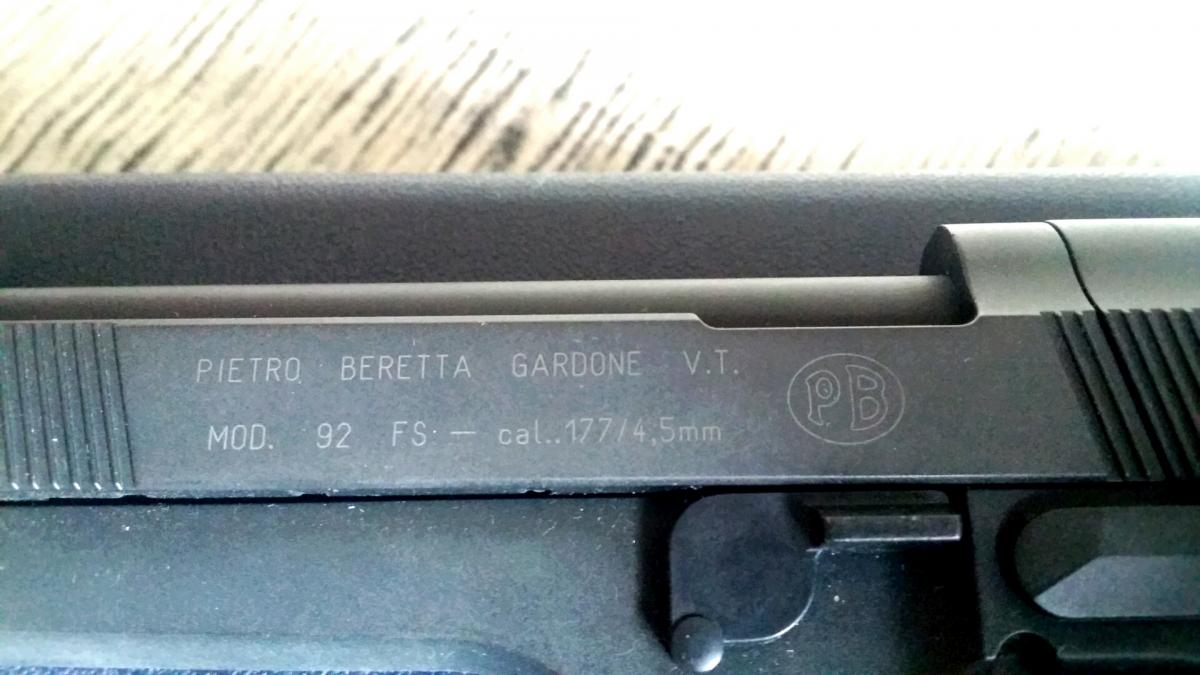 PIETRO BERETTA GARDONE V.T.
MOD. 92 FS — cal..177/4,5mm
PB